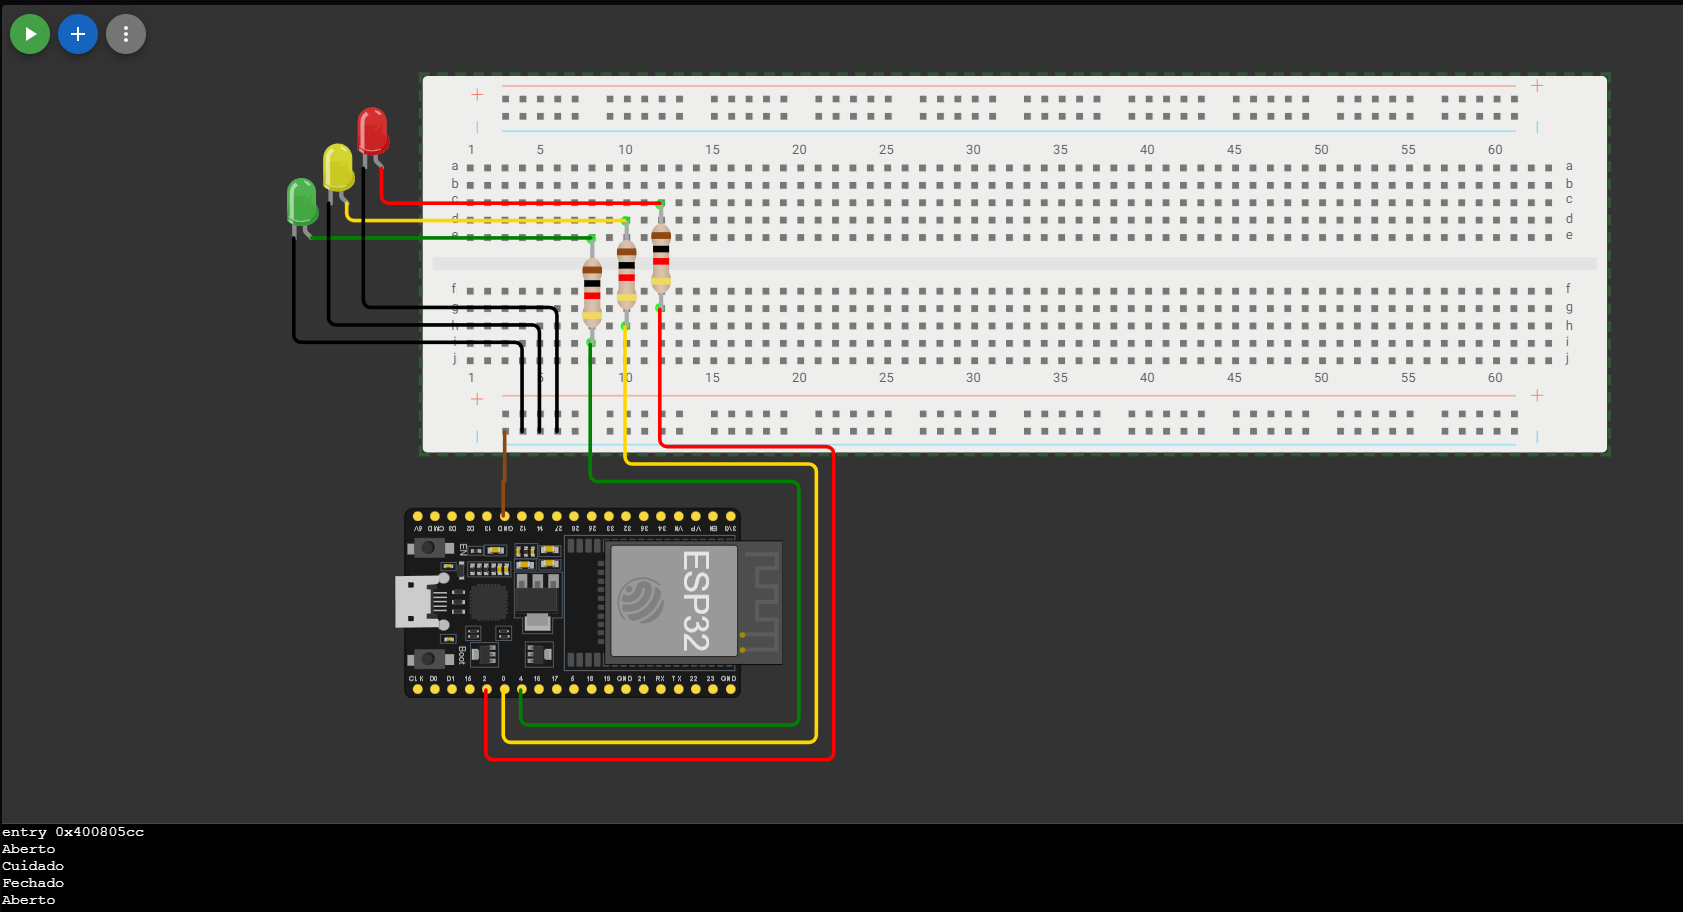 1 5 10 15 20 25 30 35 40 45 50 55 60
a a
b b
c c
d d
e e
f f
g g
h h
i i
j j
1 5 10 15 20 25 30 35 40 45 50 55 60
EN
ESP32
Boot
CLK D0 D1 15 2 0 4 16 17 5 18 19 GND 21 RX TX 22 23 GND
entry 0x400805cc
Aberto
Cuidado
Fechado
Aberto